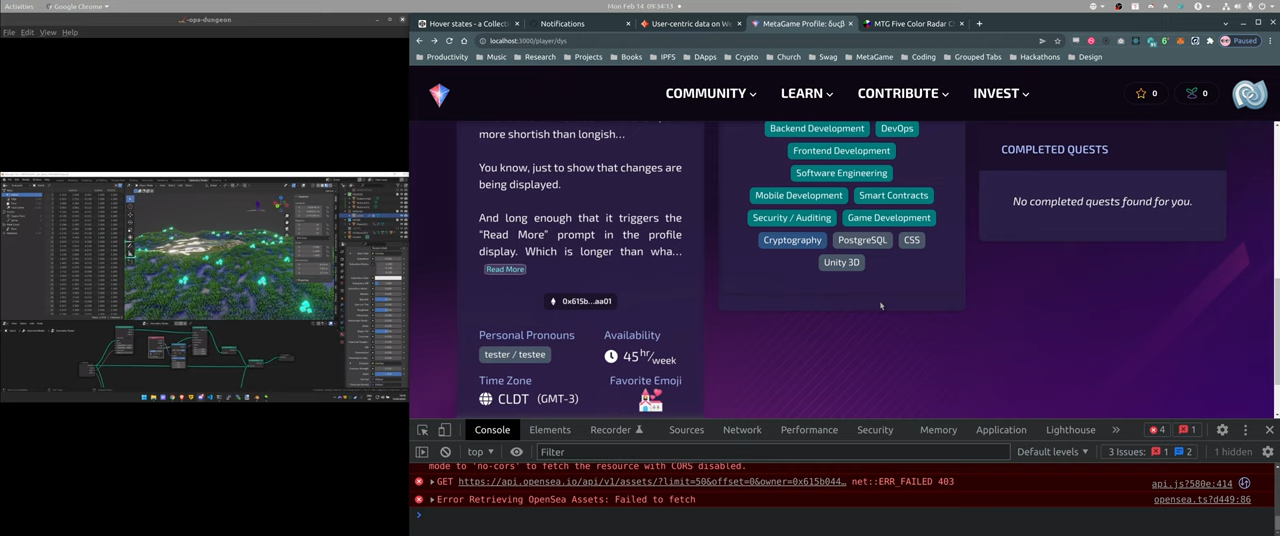 Activities
Google Chrome
Mon Feb 14 09:34:13
-ops-dungeon
File Edit View Help
Hover states - a Collecti
Notifications
User-centric data on We
MetaGame Profile: δυςβ
MTG Five Color Radar C
localhost:3000/player/dys
Paused
Productivity Music Research Projects Books IPFS DApps Crypto Church Swag MetaGame Coding Grouped Tabs Hackathons Design
COMMUNITY LEARN CONTRIBUTE INVEST
0 0
more shortish than longish…
You know, just to show that changes are
being displayed.
And long enough that it triggers the
"Read More" prompt in the profile
display. Which is longer than wha…
Read More
0x615b…aa01
Personal Pronouns
tester / testee
Availability
45 hr/week
Time Zone
CLDT (GMT-3)
Favorite Emoji
Backend Development DevOps
Frontend Development
Software Engineering
Mobile Development Smart Contracts
Security / Auditing Game Development
Cryptography PostgreSQL CSS
Unity 3D
COMPLETED QUESTS
No completed quests found for you.
Console Elements Recorder Sources Network Performance Security Memory Application Lighthouse
4 1
top Filter Default levels 3 Issues: 1 2 1 hidden
mode to 'no-cors' to fetch the resource with CORS disabled.
GET https://api.opensea.io/api/v1/assets/?limit=50&offset=0&owner=0x615b044… net::ERR_FAILED 403 api.js?580e:414
Error Retrieving OpenSea Assets: Failed to fetch opensea.ts?d449:86